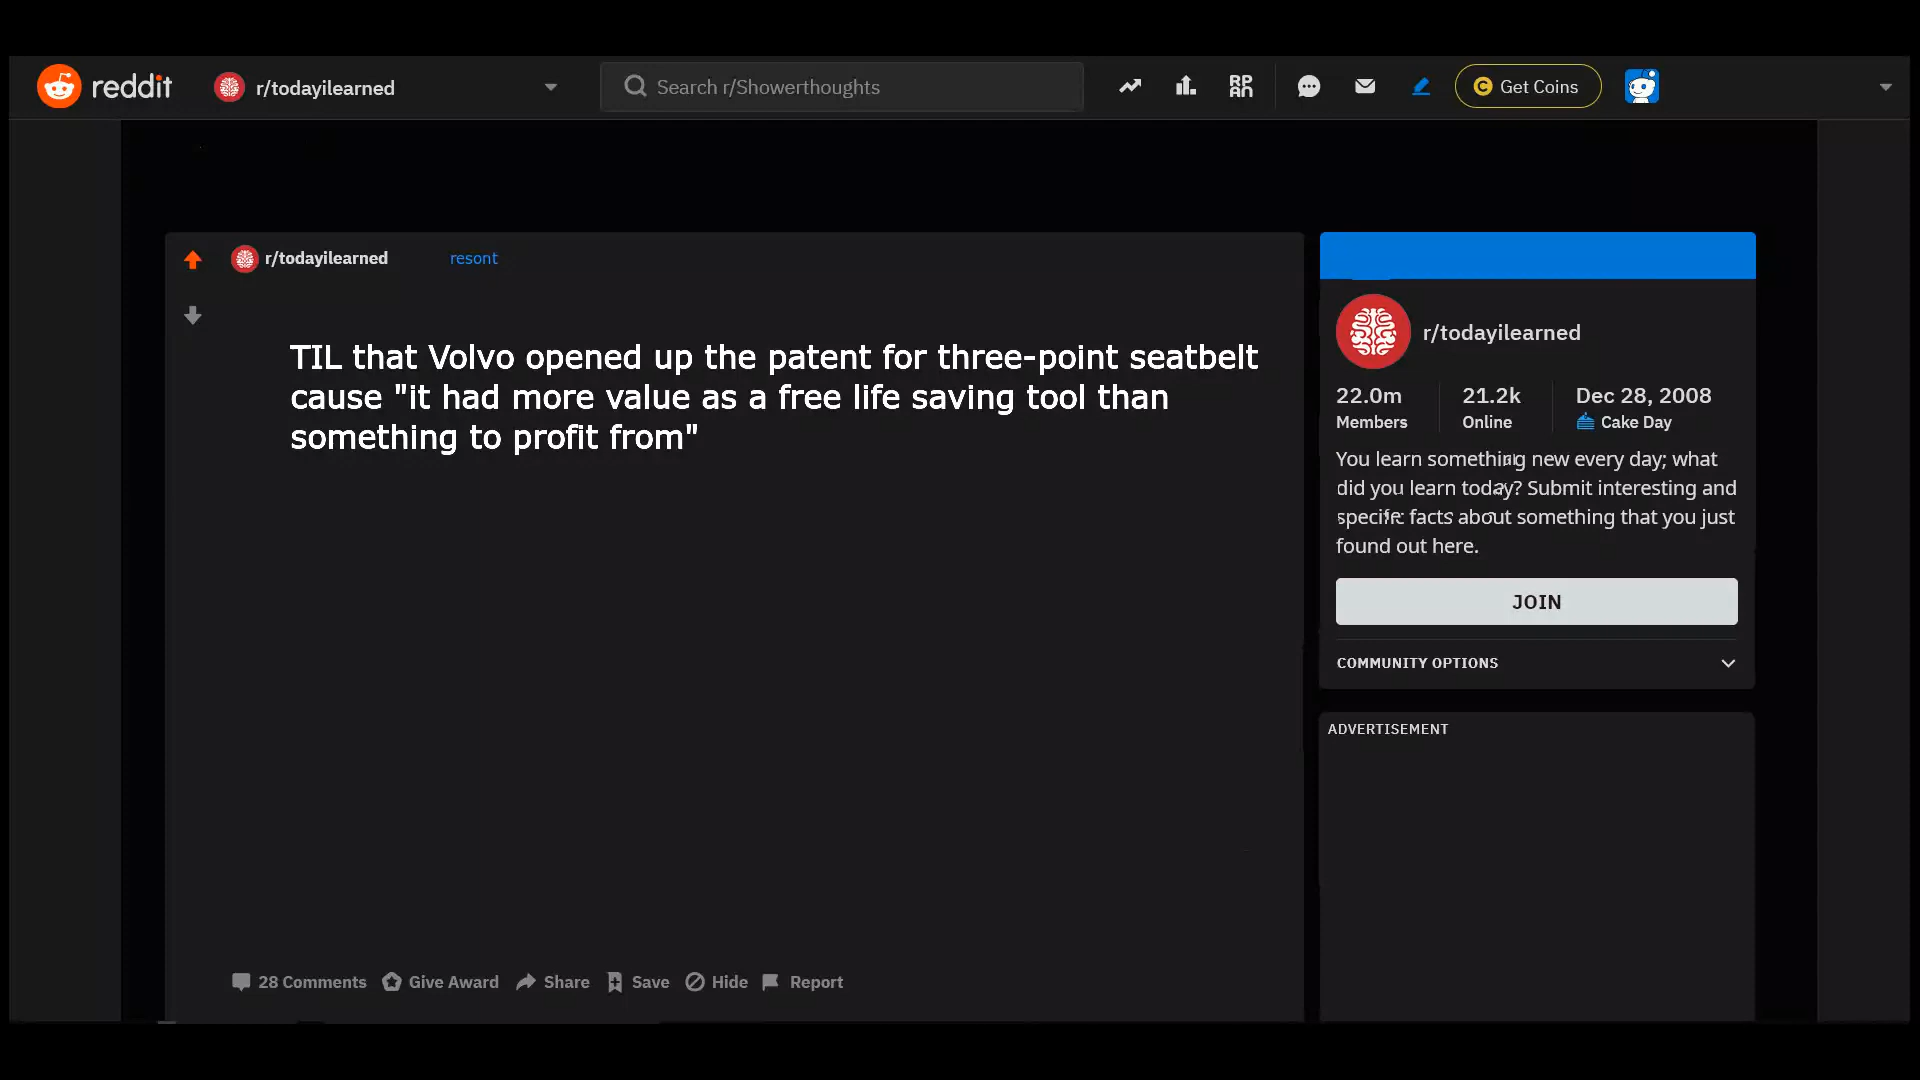 reddit
r/todayilearned
Search r/Showerthoughts
RPAN
Get Coins
r/todayilearned resont
TIL that Volvo opened up the patent for three-point seatbelt
cause "it had more value as a free life saving tool than
something to profit from"
28 Comments Give Award Share Save Hide Report
r/todayilearned
22.0m 21.2k Dec 28, 2008
Members Online Cake Day
You learn something new every day; what
did you learn today? Submit interesting and
specific facts about something that you just
found out here.
JOIN
COMMUNITY OPTIONS
ADVERTISEMENT